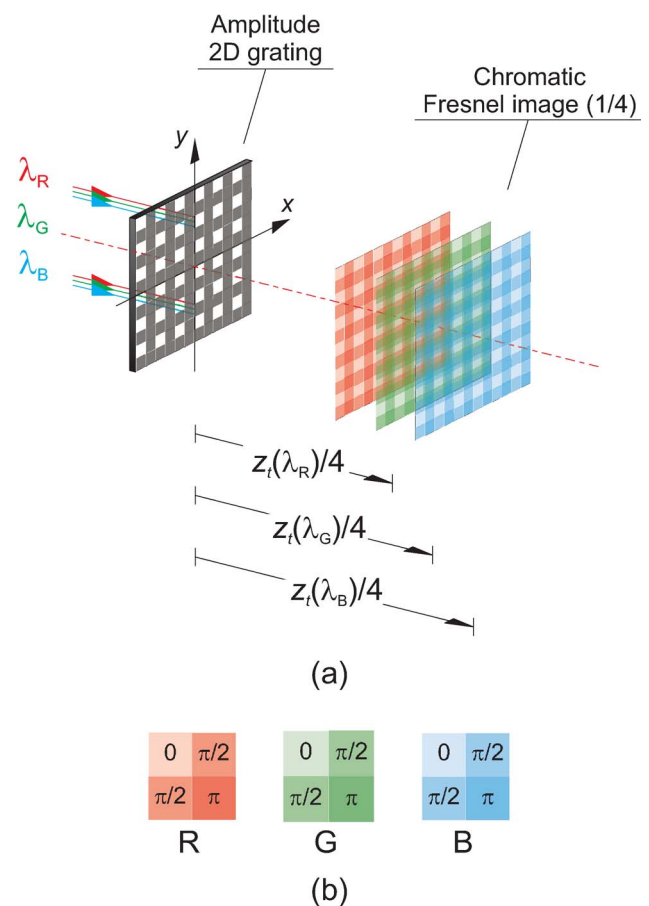 Amplitude
2D grating
Chromatic
Fresnel image (1/4)
y
x
λR
λG
λB
zt(λR)/4
zt(λG)/4
zt(λB)/4
(a)
0 π/2
π/2 π
R
0 π/2
π/2 π
G
0 π/2
π/2 π
B
(b)